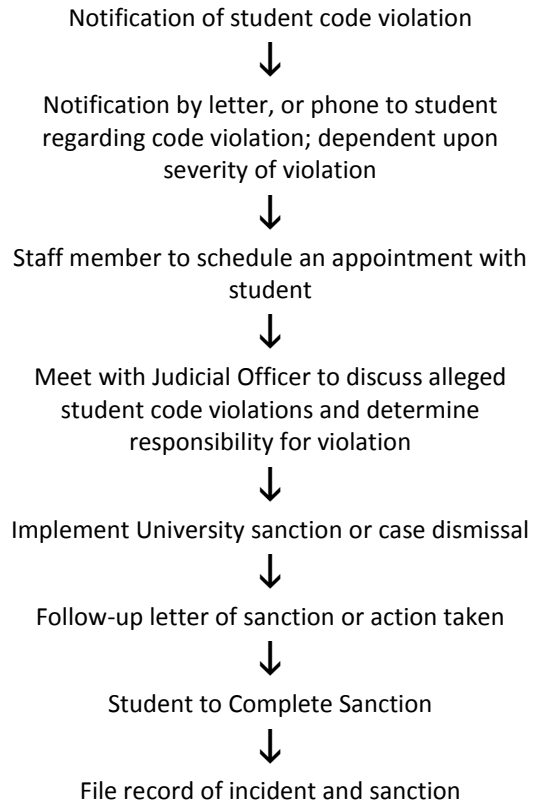 Notification of student code violation
Notification by letter, or phone to student
regarding code violation; dependent upon
severity of violation
Staff member to schedule an appointment with
student
Meet with Judicial Officer to discuss alleged
student code violations and determine
responsibility for violation
Implement University sanction or case dismissal
Follow-up letter of sanction or action taken
Student to Complete Sanction
File record of incident and sanction